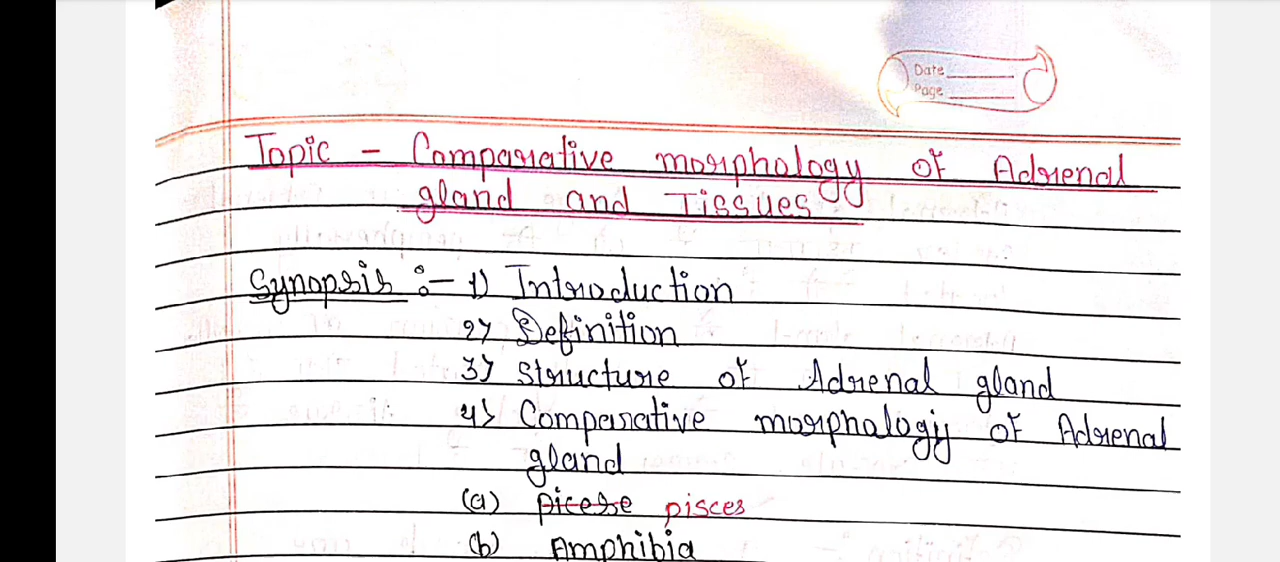 Date
Page
Topic - Comparative morphology of Adrenal
gland and Tissues
Synopsis :- 1) Introduction
2) Definition
3) Structure of Adrenal gland
4) Comparative morphalogy of Adrenal
gland
(a) picese pisces
(b) Amphibia